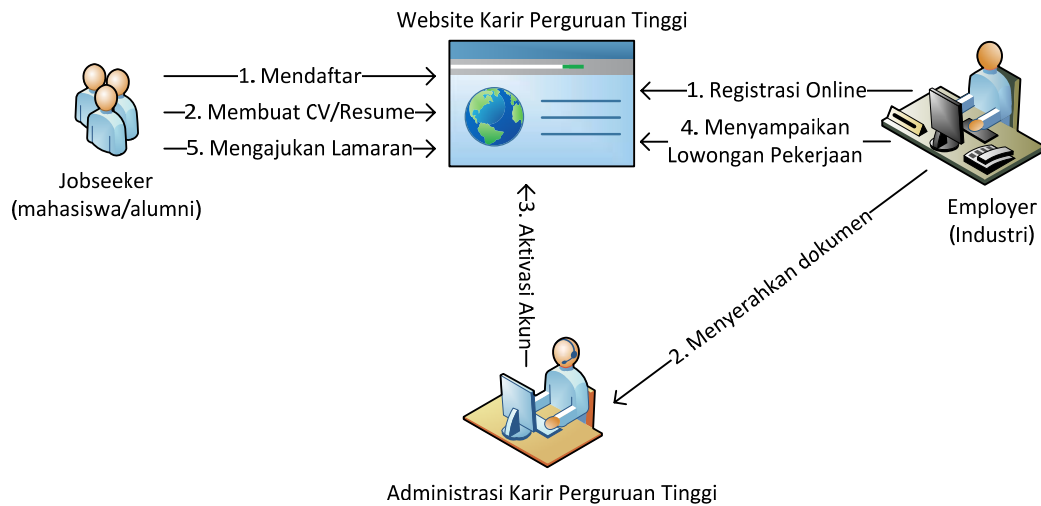 Website Karir Perguruan Tinggi
1. Mendaftar
2. Membuat CV/Resume
5. Mengajukan Lamaran
1. Registrasi Online
4. Menyampaikan
Lowongan Pekerjaan
Jobseeker
(mahasiswa/alumni)
Employer
(Industri)
3. Aktivasi Akun
2. Menyerahkan dokumen
Administrasi Karir Perguruan Tinggi